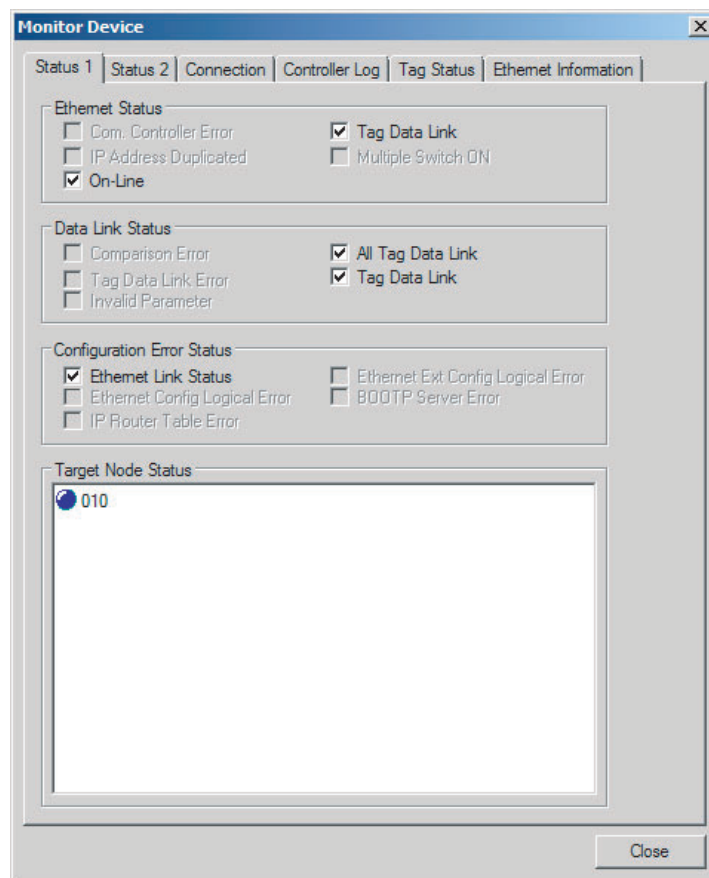 Monitor Device
Status 1 Status 2 Connection Controller Log Tag Status Ethernet Information
Ethernet Status
Com. Controller Error Tag Data Link
IP Address Duplicated Multiple Switch ON
On-Line
Data Link Status
Comparison Error All Tag Data Link
Tag Data Link Error Tag Data Link
Invalid Parameter
Configuration Error Status
Ethernet Link Status Ethernet Ext Config Logical Error
Ethernet Config Logical Error BOOTP Server Error
IP Router Table Error
Target Node Status
010
Close